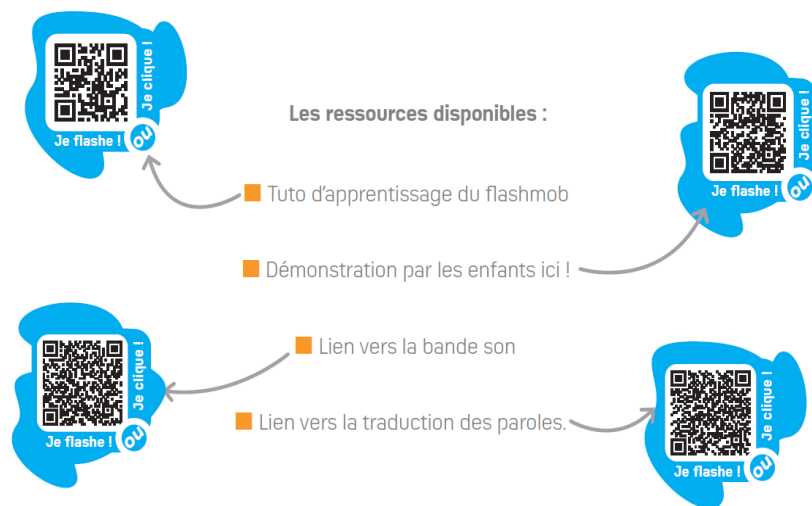 Je clique !
Je flashe !
ou
Les ressources disponibles :
Je clique !
Je flashe !
ou
Tuto d'apprentissage du flashmob
Démonstration par les enfants ici !
Lien vers la bande son
Lien vers la traduction des paroles.
Je clique !
Je flashe !
ou
Je clique !
Je flashe !
ou